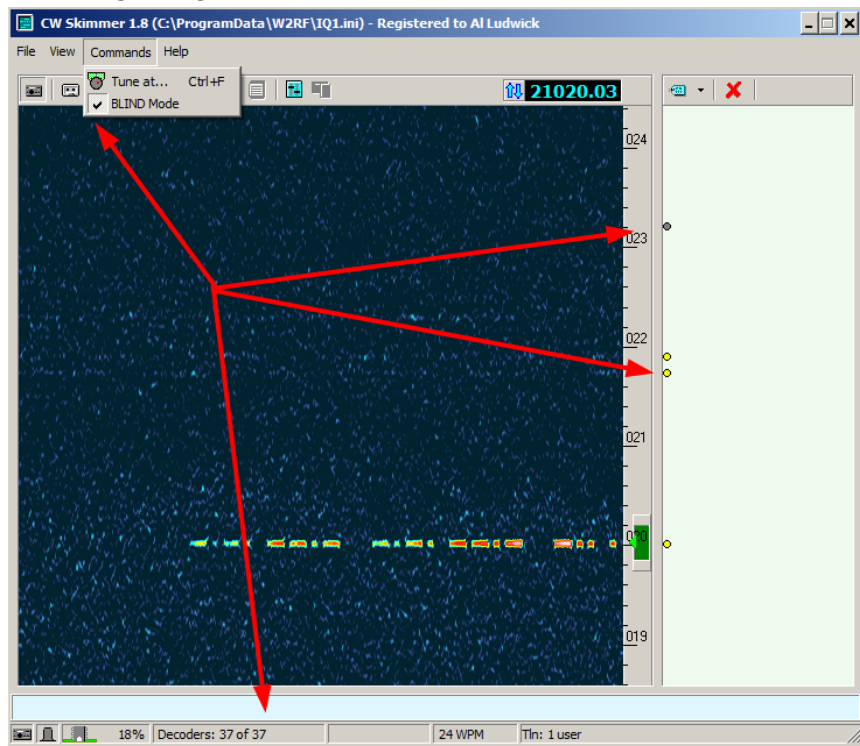 CW Skimmer 1.8 (C:\ProgramData\W2RF\IQ1.ini) - Registered to Al Ludwick
File View Commands Help
Tune at... Ctrl+F
BLIND Mode
21020.03
024
023
022
021
020
019
18% Decoders: 37 of 37 24 WPM Tln: 1 user